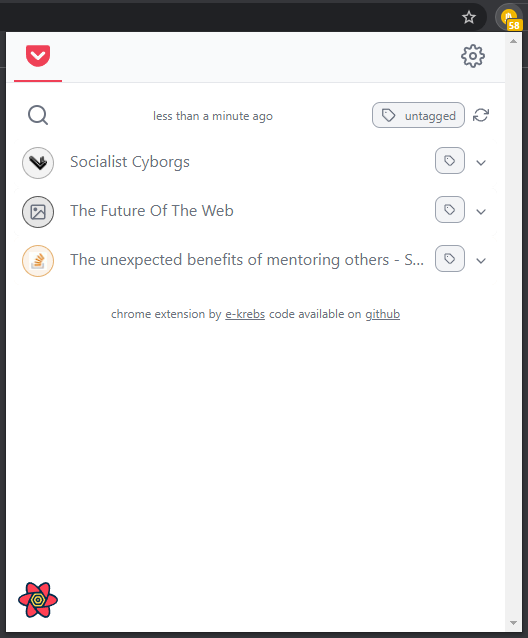 58
less than a minute ago
untagged
Socialist Cyborgs
The Future Of The Web
The unexpected benefits of mentoring others - S...
chrome extension by e-krebs code available on github